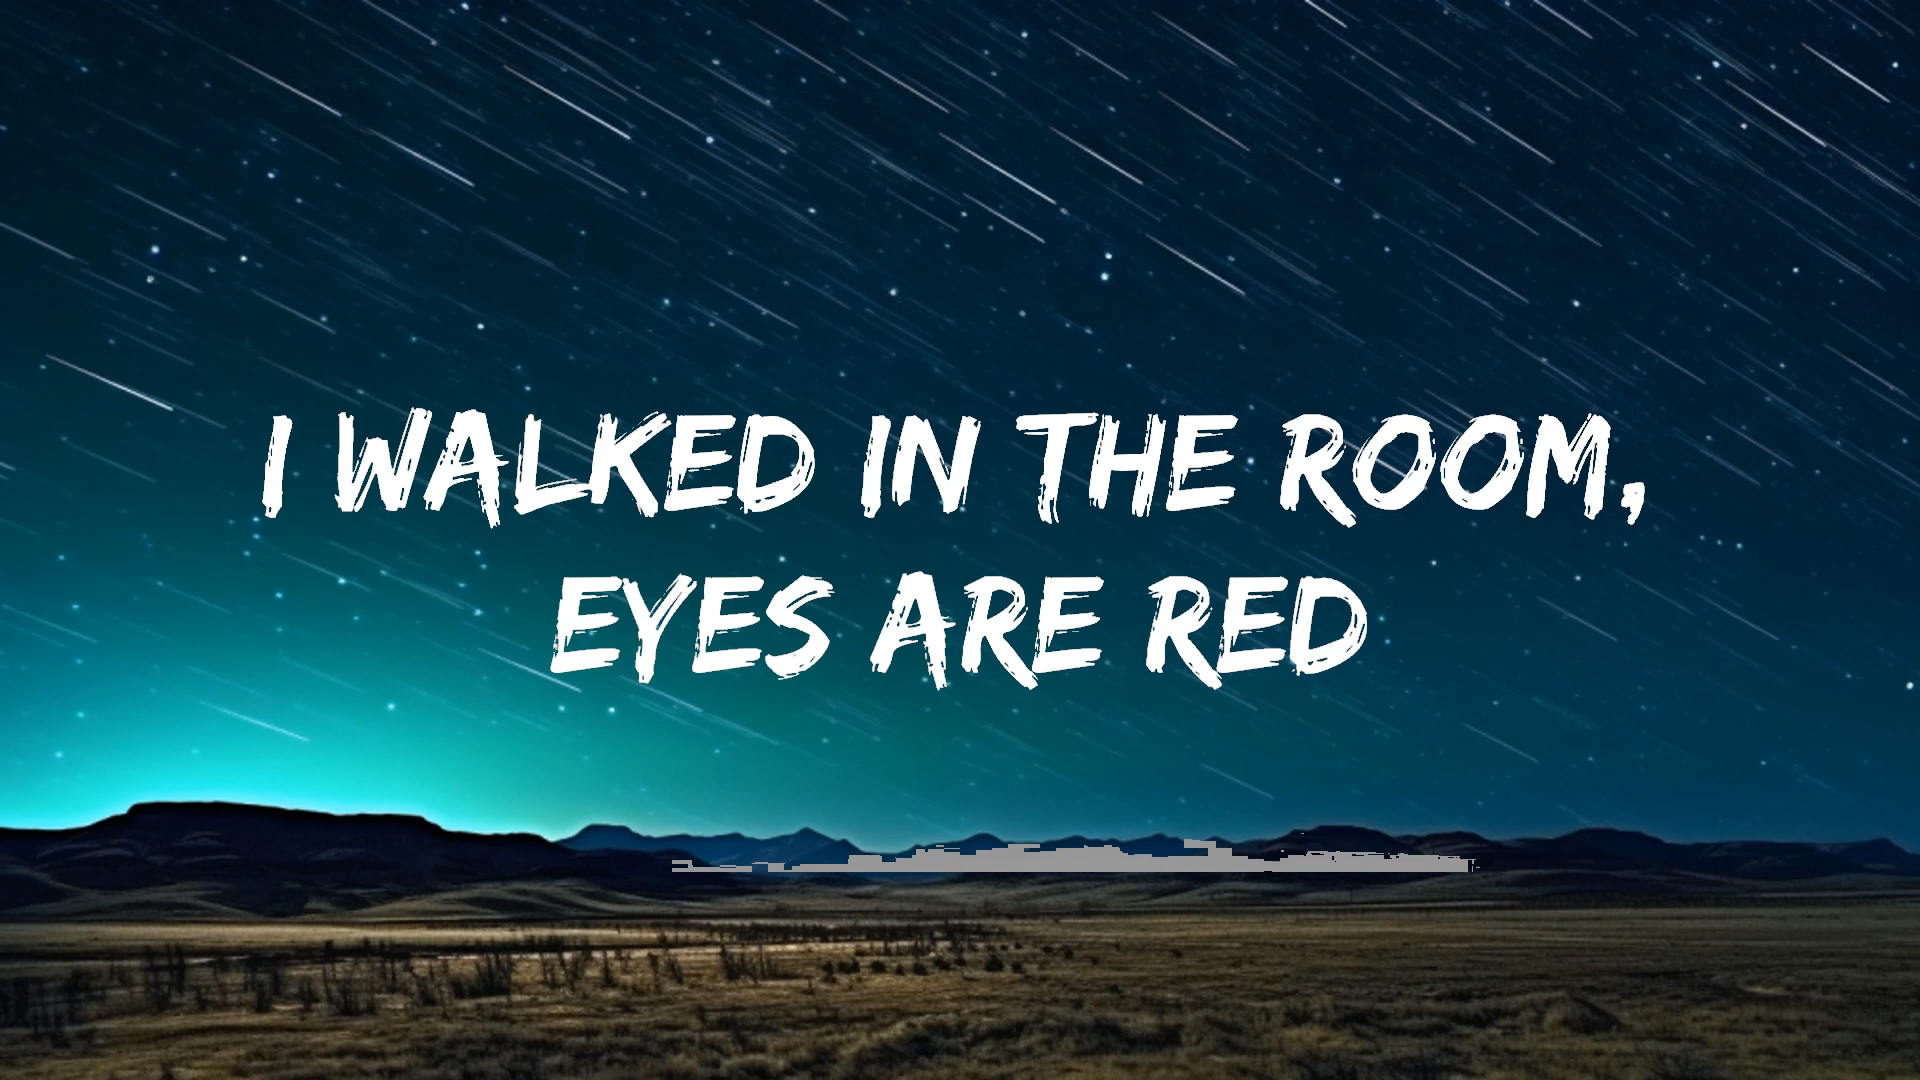 I WALKED IN THE ROOM,
EYES ARE RED